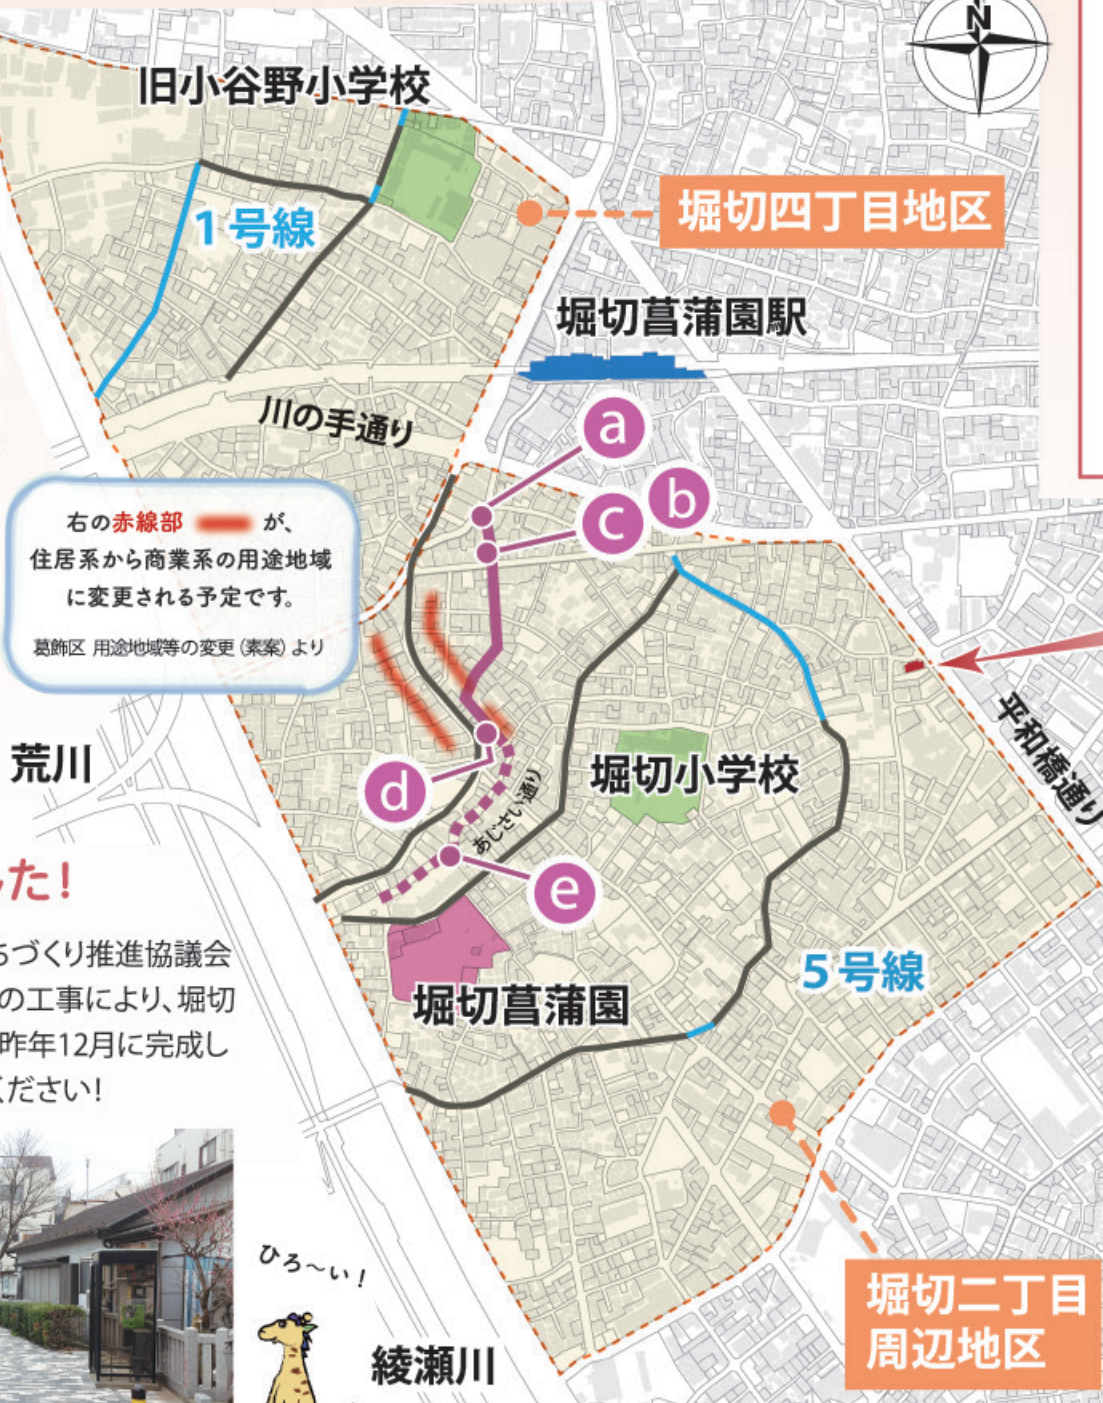 N
旧小谷野小学校
1号線
堀切四丁目地区
堀切菖蒲園駅
川の手通り
a
b
c
右の赤線部 が、
住居系から商業系の用途地域
に変更される予定です。
葛飾区 用途地域等の変更（素案）より
平和橋通り
荒川
堀切小学校
d
あじさい通り
e
た！
ちづくり推進協議会
の工事により、堀切
昨年12月に完成し
ください！
5号線
堀切菖蒲園
ひろ～い！
綾瀬川
堀切二丁目
周辺地区